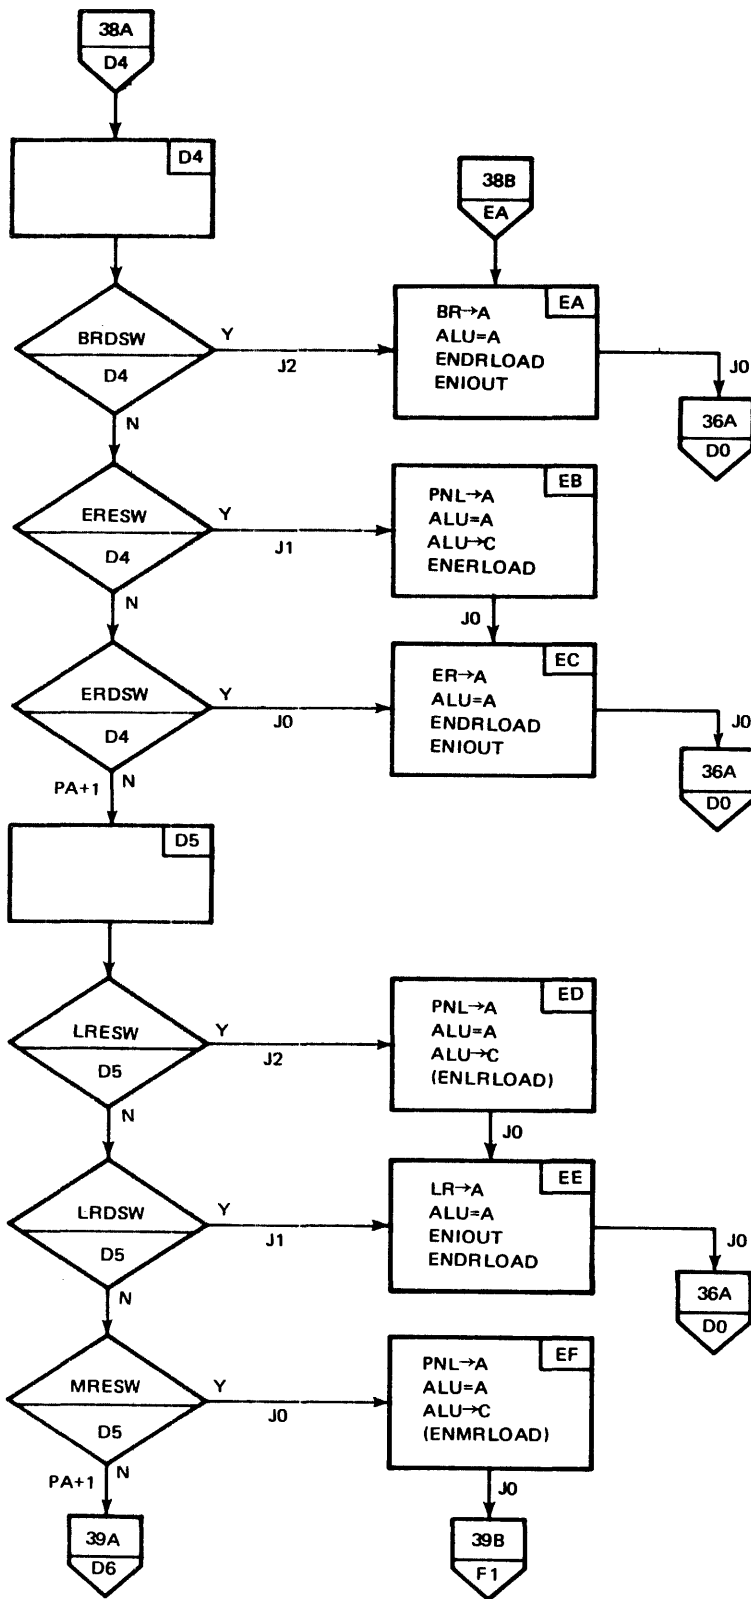 38A
D4
D4
38B
EA
BRDSW
D4
Y
J2
N
EA
BR→A
ALU=A
ENDRLOAD
ENIOUT
J0
36A
D0
ERESW
D4
Y
J1
N
EB
PNL→A
ALU=A
ALU→C
ENERLOAD
J0
ERDSW
D4
Y
J0
PA+1
N
EC
ER→A
ALU=A
ENDRLOAD
ENIOUT
J0
36A
D0
D5
LRESW
D5
Y
J2
N
ED
PNL→A
ALU=A
ALU→C
(ENLRLOAD)
J0
LRDSW
D5
Y
J1
N
EE
LR→A
ALU=A
ENIOUT
ENDRLOAD
J0
36A
D0
MRESW
D5
Y
J0
PA+1
N
EF
PNL→A
ALU=A
ALU→C
(ENMRLOAD)
J0
39A
D6
39B
F1